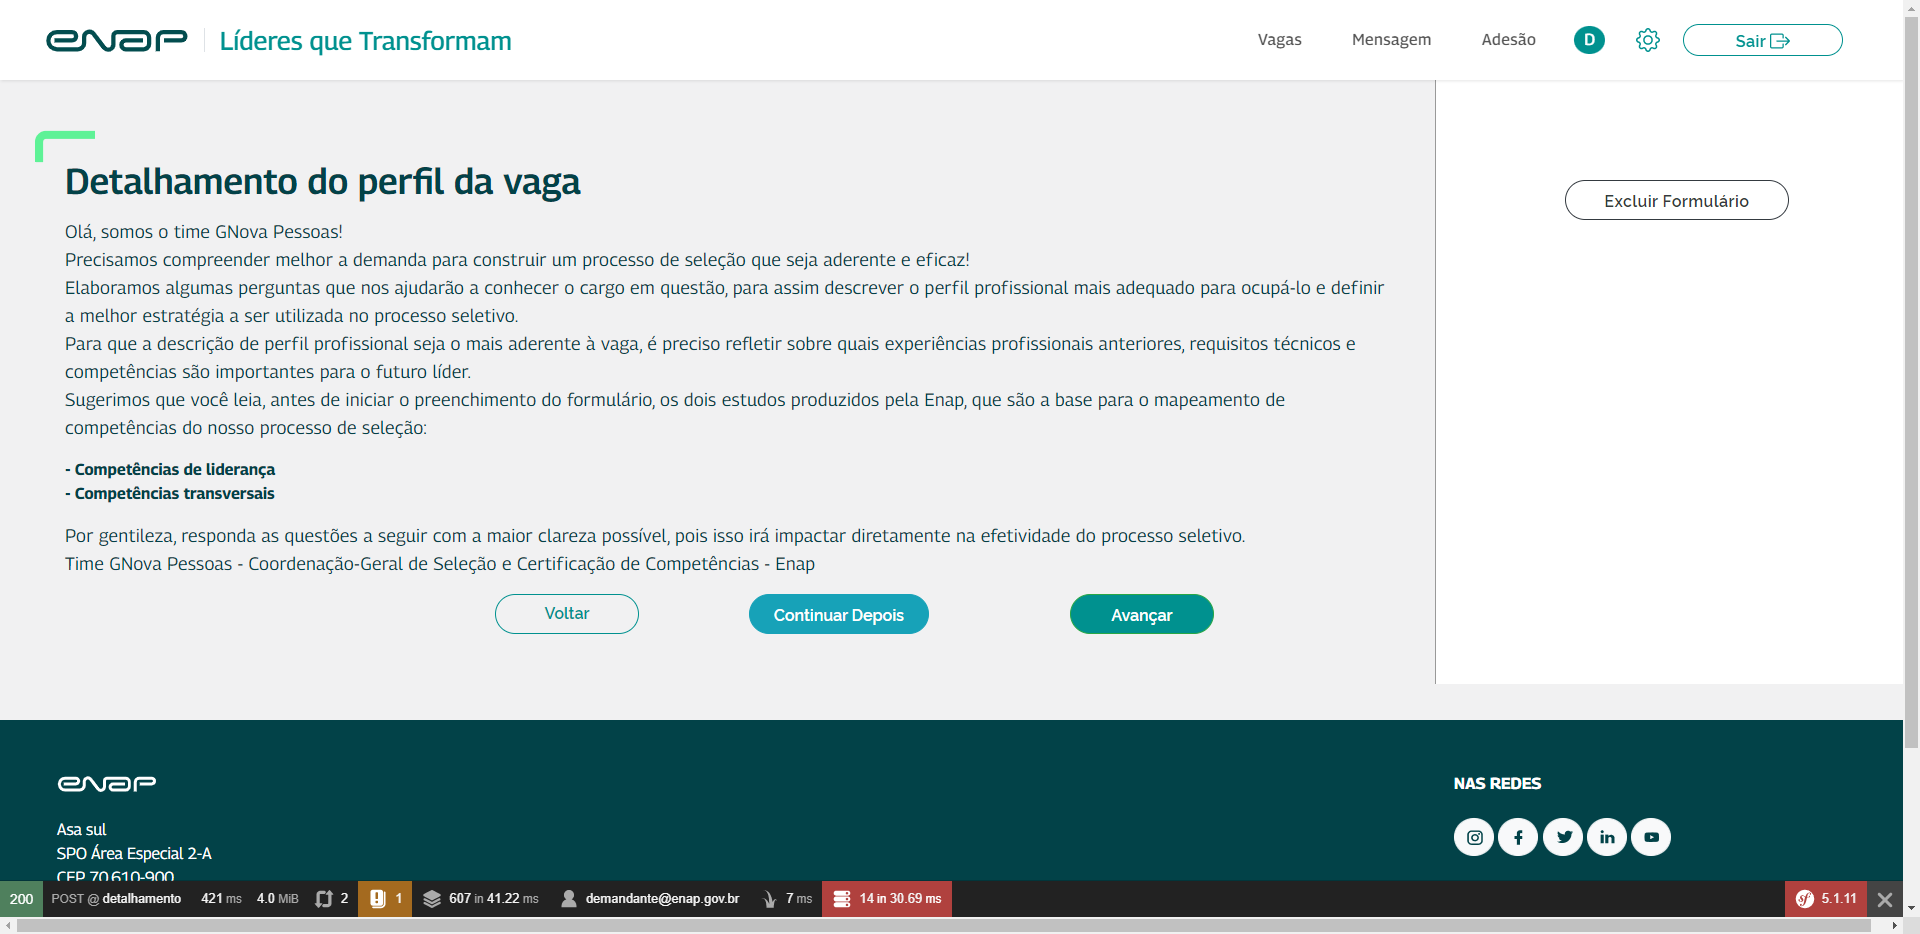 enap
Líderes que Transformam
Vagas
Mensagem
Adesão
D
Sair
Detalhamento do perfil da vaga
Excluir Formulário
Olá, somos o time GNova Pessoas!
Precisamos compreender melhor a demanda para construir um processo de seleção que seja aderente e eficaz!
Elaboramos algumas perguntas que nos ajudarão a conhecer o cargo em questão, para assim descrever o perfil profissional mais adequado para ocupá-lo e definir
a melhor estratégia a ser utilizada no processo seletivo.
Para que a descrição de perfil profissional seja o mais aderente à vaga, é preciso refletir sobre quais experiências profissionais anteriores, requisitos técnicos e
competências são importantes para o futuro líder.
Sugerimos que você leia, antes de iniciar o preenchimento do formulário, os dois estudos produzidos pela Enap, que são a base para o mapeamento de
competências do nosso processo de seleção:
- Competências de liderança
- Competências transversais
Por gentileza, responda as questões a seguir com a maior clareza possível, pois isso irá impactar diretamente na efetividade do processo seletivo.
Time GNova Pessoas - Coordenação-Geral de Seleção e Certificação de Competências - Enap
Voltar
Continuar Depois
Avançar
enap
NAS REDES
Asa sul
SPO Área Especial 2-A
CEP 70.610-900
200
POST @ detalhamento
421 ms
4.0 MiB
2
1
607 in 41.22 ms
demandante@enap.gov.br
7 ms
14 in 30.69 ms
sf
5.1.11